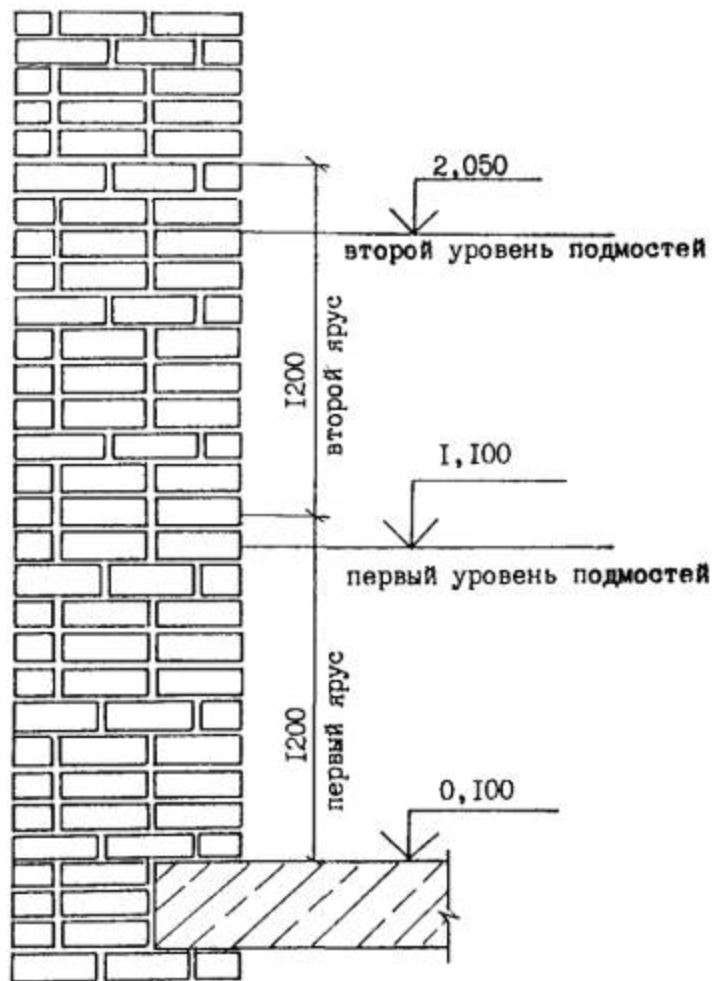 2,050
второй уровень подмостей
I200
второй ярус
I,I00
первый уровень подмостей
I200
первый ярус
0,I00